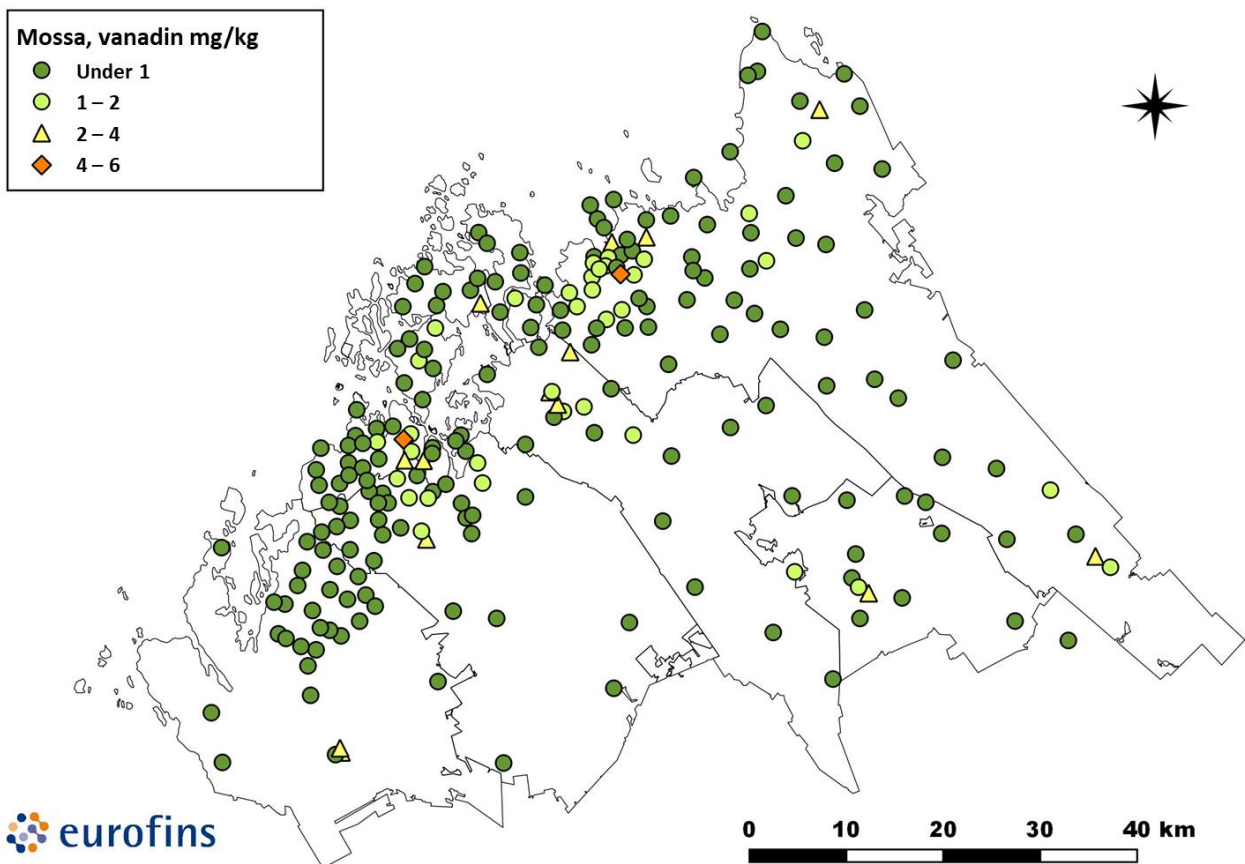 Mossa, vanadin mg/kg
Under 1
1 – 2
2 – 4
4 – 6
eurofins
0 10 20 30 40 km